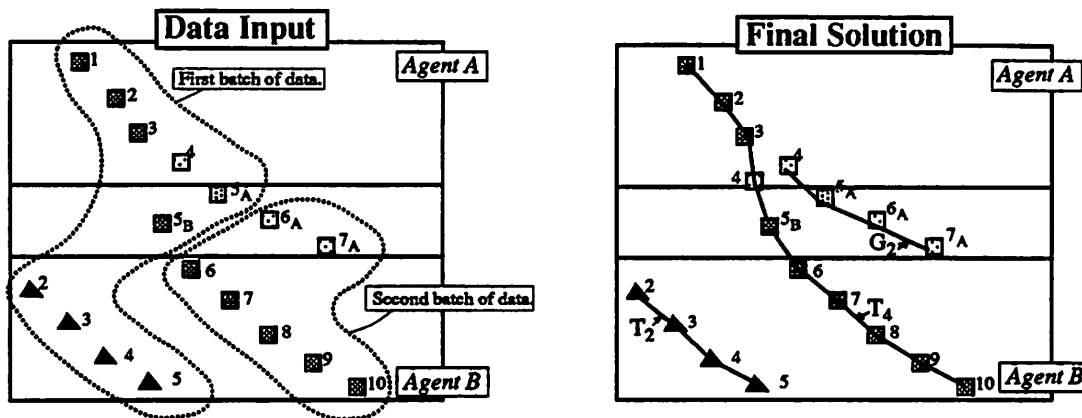 Data Input
Agent A
First batch of data.
1
2
3
4
5A
5B
6A
7A
6
7
8
9
10
Second batch of data.
2
3
4
5
Agent B
Final Solution
Agent A
1
2
3
4
4
5A
5B
6A
7A
G2
6
7
T4
8
9
10
2
T2
3
4
5
Agent B